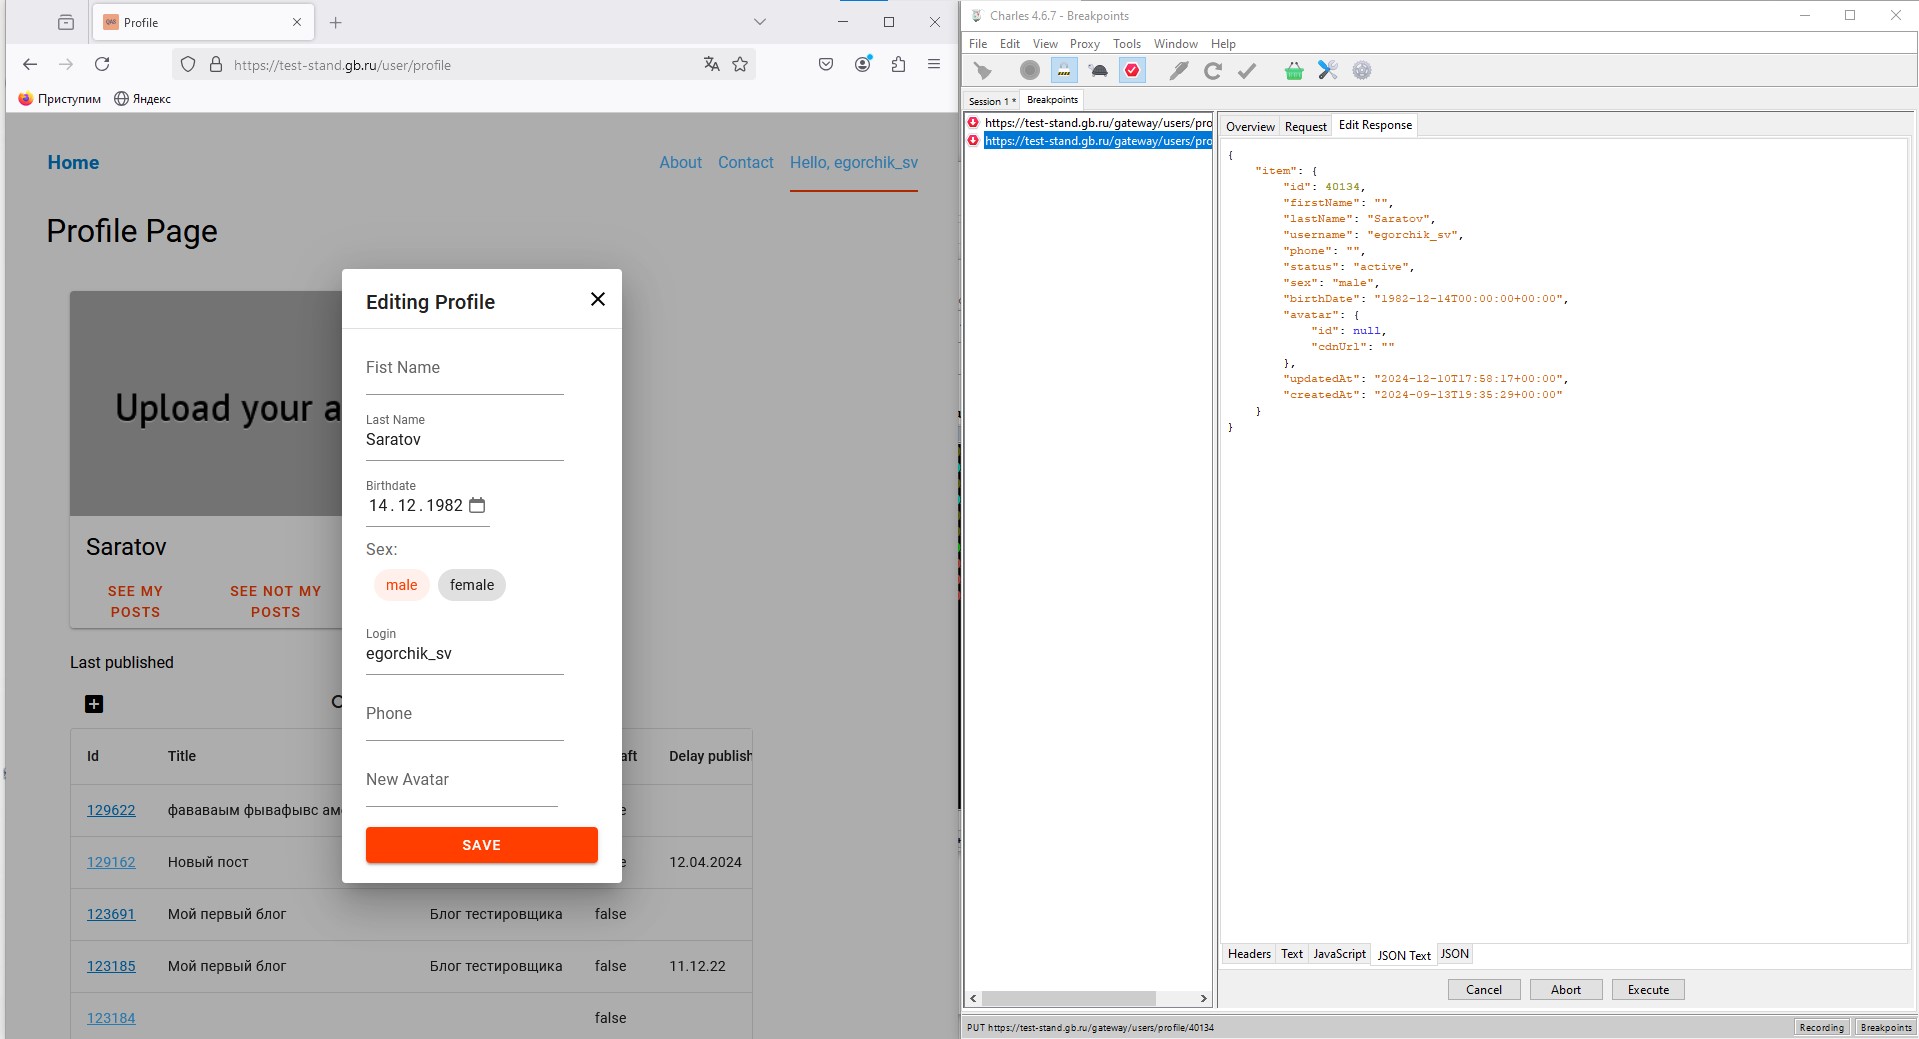 Profile
https://test-stand.gb.ru/user/profile
Приступим
Яндекс
Home
About
Contact
Hello, egorchik_sv
Profile Page
Upload your a
Saratov
SEE MY
POSTS
SEE NOT MY
POSTS
Last published
Id
Title
aft
Delay publish
129622
фававаым фывафывс ам
e
129162
Новый пост
e
12.04.2024
123691
Мой первый блог
Блог тестировщика
false
123185
Мой первый блог
Блог тестировщика
false
11.12.22
123184
false
Editing Profile
Fist Name
Last Name
Saratov
Birthdate
14.12.1982
Sex:
male
female
Login
egorchik_sv
Phone
New Avatar
SAVE
Charles 4.6.7 - Breakpoints
File Edit View Proxy Tools Window Help
Session 1 *
Breakpoints
https://test-stand.gb.ru/gateway/users/pro
https://test-stand.gb.ru/gateway/users/pro
Overview
Request
Edit Response
{
"item": {
"id": 40134,
"firstName": "",
"lastName": "Saratov",
"username": "egorchik_sv",
"phone": "",
"status": "active",
"sex": "male",
"birthDate": "1982-12-14T00:00:00+00:00",
"avatar": {
"id": null,
"cdnUrl": ""
},
"updatedAt": "2024-12-10T17:58:17+00:00",
"createdAt": "2024-09-13T19:35:29+00:00"
}
}
Headers
Text
JavaScript
JSON Text
JSON
Cancel
Abort
Execute
PUT https://test-stand.gb.ru/gateway/users/profile/40134
Recording
Breakpoints